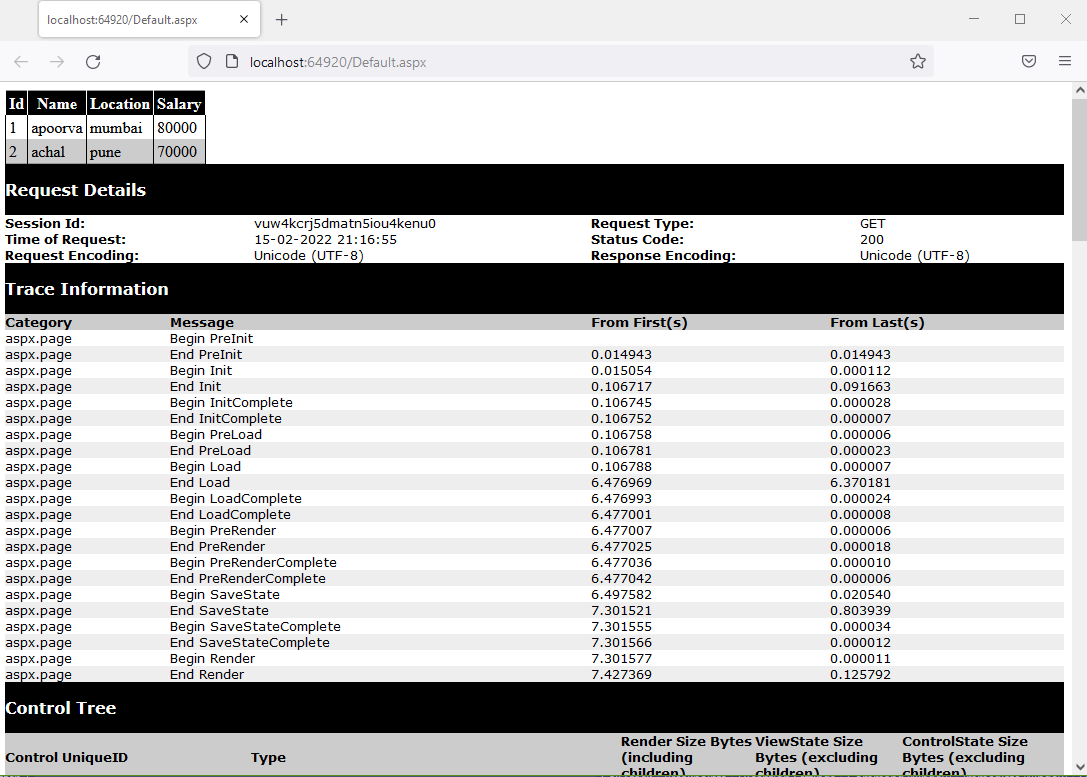 localhost:64920/Default.aspx
localhost:64920/Default.aspx
Id Name Location Salary
1 apoorva mumbai 80000
2 achal pune 70000
Request Details
Session Id: vuw4kcrj5dmatn5iou4kenu0 Request Type: GET
Time of Request: 15-02-2022 21:16:55 Status Code: 200
Request Encoding: Unicode (UTF-8) Response Encoding: Unicode (UTF-8)
Trace Information
Category Message From First(s) From Last(s)
aspx.page Begin PreInit
aspx.page End PreInit 0.014943 0.014943
aspx.page Begin Init 0.015054 0.000112
aspx.page End Init 0.106717 0.091663
aspx.page Begin InitComplete 0.106745 0.000028
aspx.page End InitComplete 0.106752 0.000007
aspx.page Begin PreLoad 0.106758 0.000006
aspx.page End PreLoad 0.106781 0.000023
aspx.page Begin Load 0.106788 0.000007
aspx.page End Load 6.476969 6.370181
aspx.page Begin LoadComplete 6.476993 0.000024
aspx.page End LoadComplete 6.477001 0.000008
aspx.page Begin PreRender 6.477007 0.000006
aspx.page End PreRender 6.477025 0.000018
aspx.page Begin PreRenderComplete 6.477036 0.000010
aspx.page End PreRenderComplete 6.477042 0.000006
aspx.page Begin SaveState 6.497582 0.020540
aspx.page End SaveState 7.301521 0.803939
aspx.page Begin SaveStateComplete 7.301555 0.000034
aspx.page End SaveStateComplete 7.301566 0.000012
aspx.page Begin Render 7.301577 0.000011
aspx.page End Render 7.427369 0.125792
Control Tree
Render Size Bytes ViewState Size ControlState Size
Control UniqueID Type (including Bytes (excluding Bytes (excluding
children) children) children)